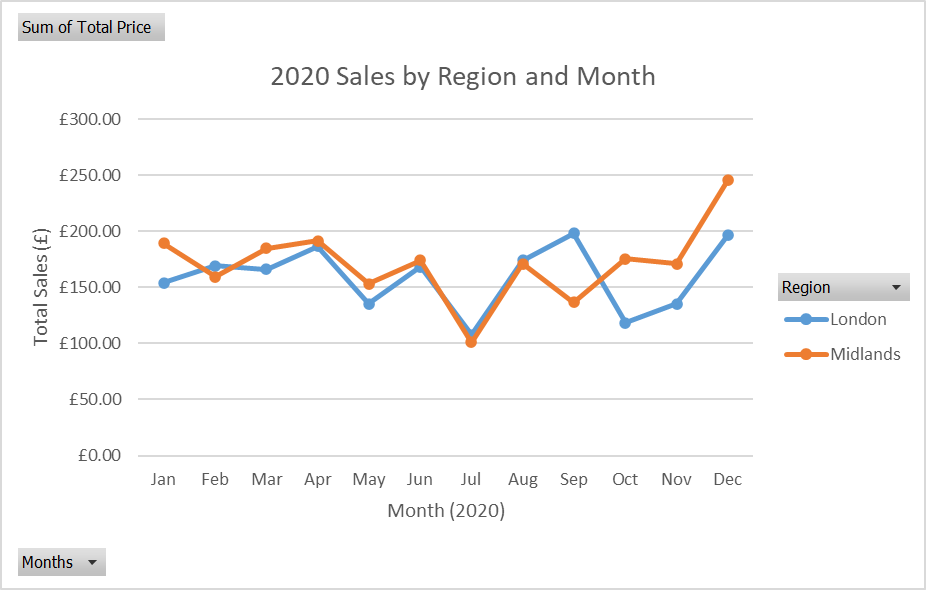 Sum of Total Price
2020 Sales by Region and Month
£300.00
£250.00
£200.00
£150.00
£100.00
£50.00
£0.00
Total Sales (£)
Jan Feb Mar Apr May Jun Jul Aug Sep Oct Nov Dec
Month (2020)
Region
London
Midlands
Months